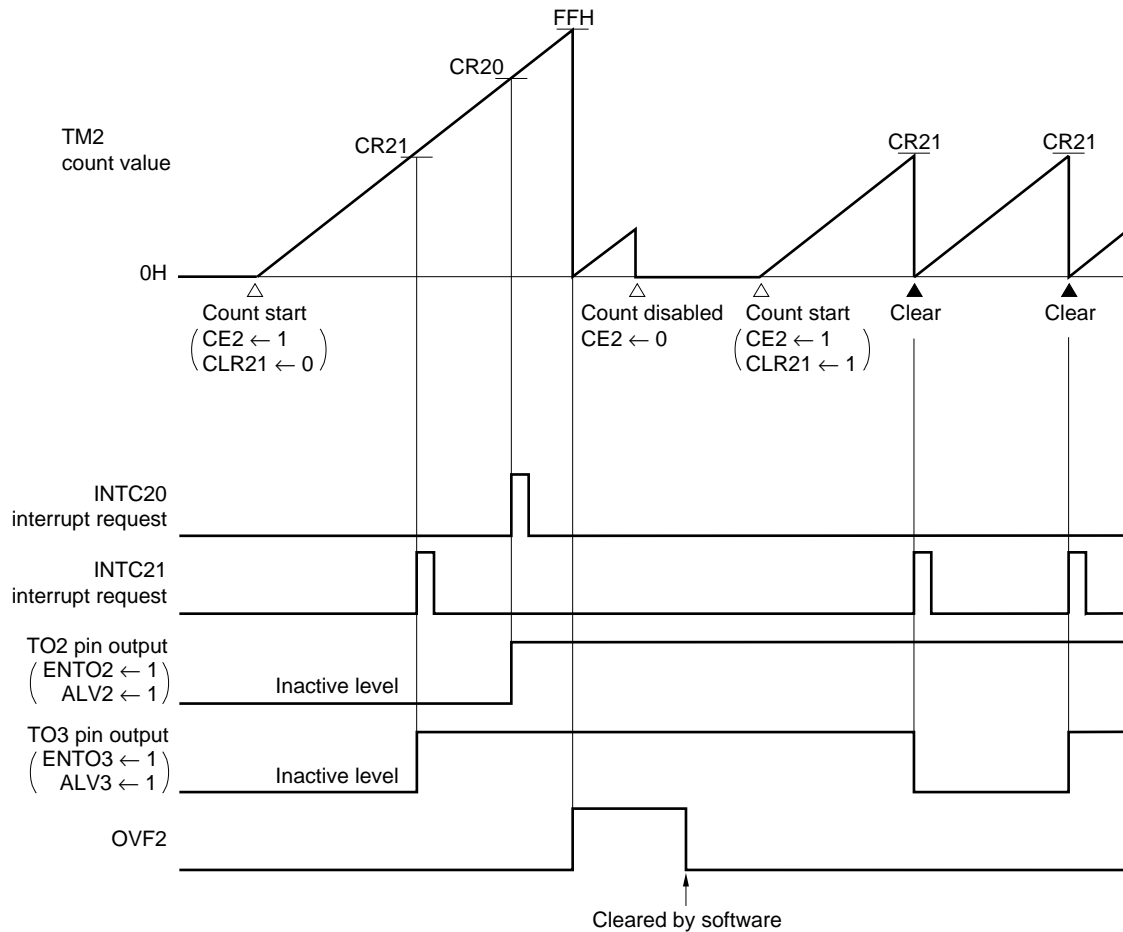 FFH
CR20
CR21
TM2
count value
CR21
CR21
0H
Count start
CE2 ← 1
CLR21 ← 0
Count disabled
CE2 ← 0
Count start
CE2 ← 1
CLR21 ← 1
Clear
Clear
INTC20
interrupt request
INTC21
interrupt request
TO2 pin output
ENTO2 ← 1
ALV2 ← 1
Inactive level
TO3 pin output
ENTO3 ← 1
ALV3 ← 1
Inactive level
OVF2
Cleared by software